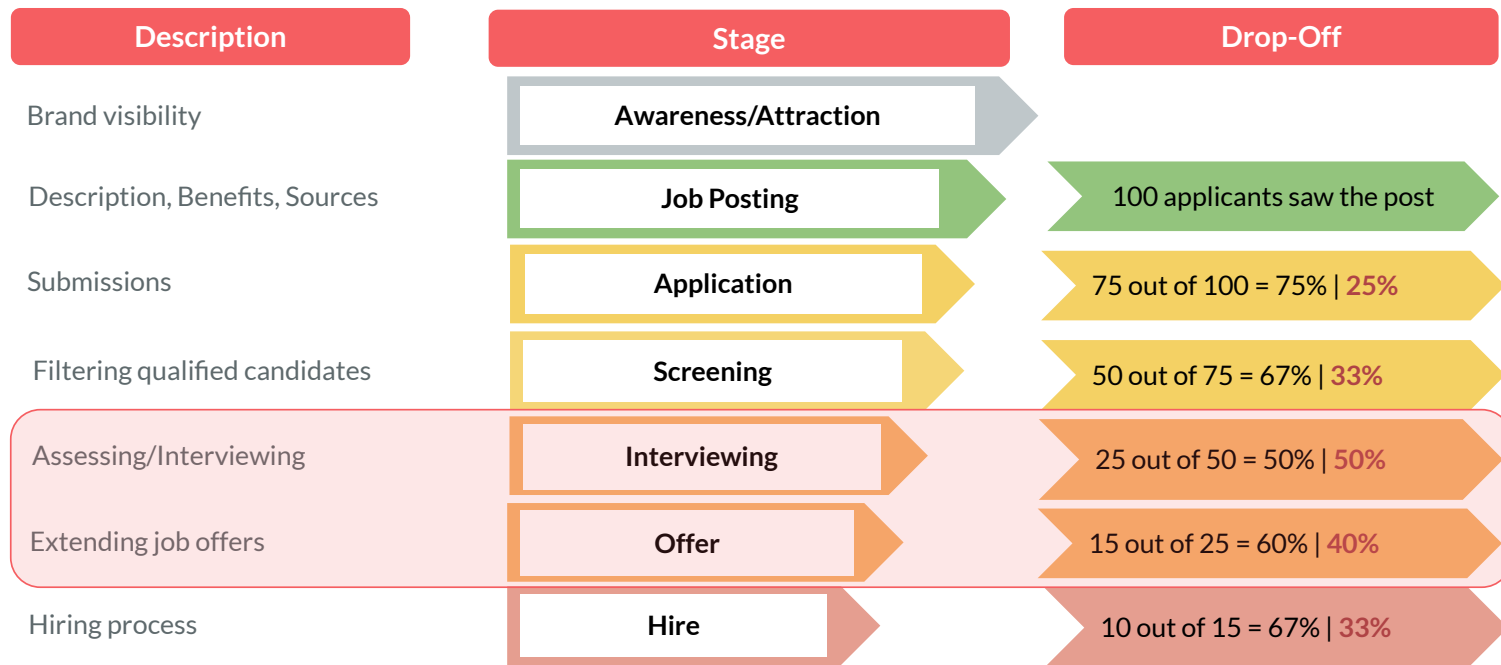 Description Stage Drop-Off
Brand visibility Awareness/Attraction
Description, Benefits, Sources Job Posting 100 applicants saw the post
Submissions Application 75 out of 100 = 75% | 25%
Filtering qualified candidates Screening 50 out of 75 = 67% | 33%
Assessing/Interviewing Interviewing 25 out of 50 = 50% | 50%
Extending job offers Offer 15 out of 25 = 60% | 40%
Hiring process Hire 10 out of 15 = 67% | 33%